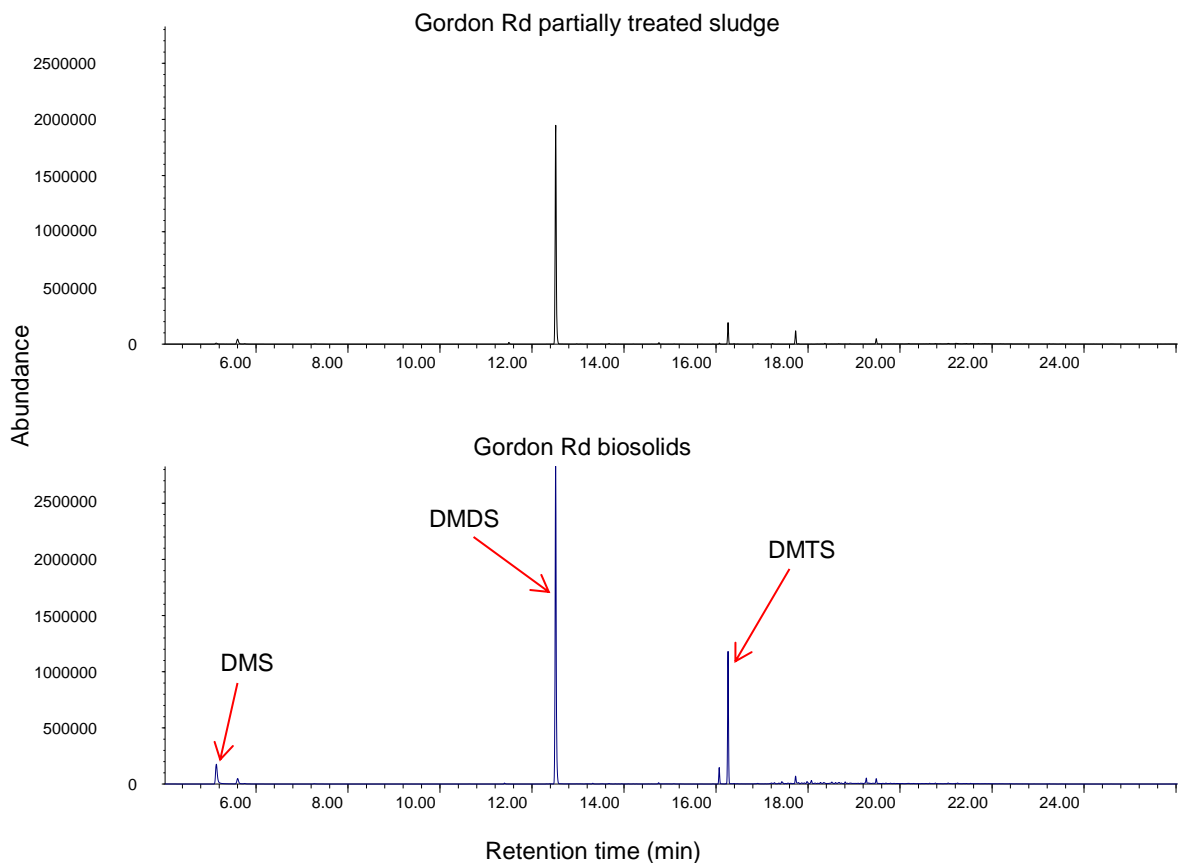 Gordon Rd partially treated sludge
2500000
2000000
1500000
1000000
500000
0
6.00 8.00 10.00 12.00 14.00 16.00 18.00 20.00 22.00 24.00
Abundance
Gordon Rd biosolids
2500000
2000000
1500000
1000000
500000
0
DMDS
DMTS
DMS
6.00 8.00 10.00 12.00 14.00 16.00 18.00 20.00 22.00 24.00
Retention time (min)